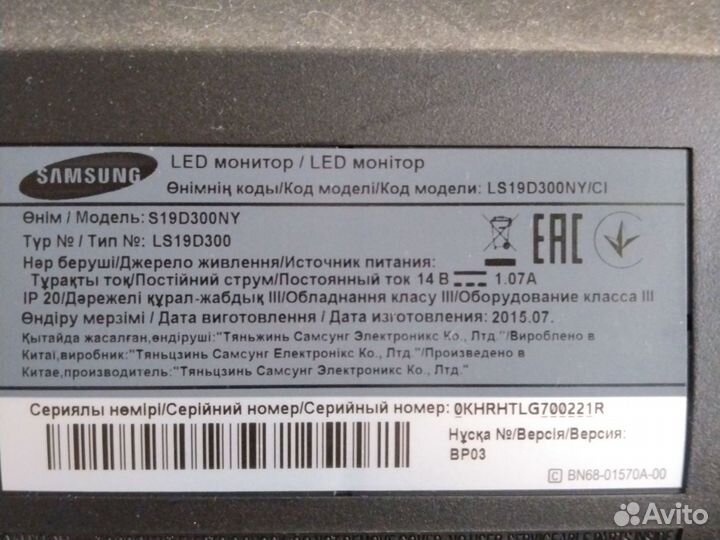 SAMSUNG
LED монитор / LED монітор
Өнімнің коды/Код моделі/Код модели: LS19D300NY/CI
Өнім / Модель: S19D300NY
Түр № / Тип №: LS19D300
Нәр беруші/Джерело живлення/Источник питания:
Тұрақты тоқ/Постійний струм/Постоянный ток 14 В 1.07A
IP 20/Дәрежелі құрал-жабдық III/Обладнання класу III/Оборудование класса III
Өндіру мерзімі / Дата виготовлення / Дата изготовления: 2015.07.
Қытайда жасалған,өндіруші:"Тяньжинь Самсунг Электроникс Ко., Лтд."/Вироблено в
Китаї,виробник:"Тяньцзинь Самсунг Електронікс Ко., Лтд."/Произведено в
Китае,производитель:"Тяньцзинь Самсунг Электроникс Ко., Лтд."
EAC
Сериялы нөмірі/Серійний номер/Серийный номер: 0KHRHTLG700221R
Нұсқа №/Версія/Версия:
BP03
C BN68-01570A-00
Avito